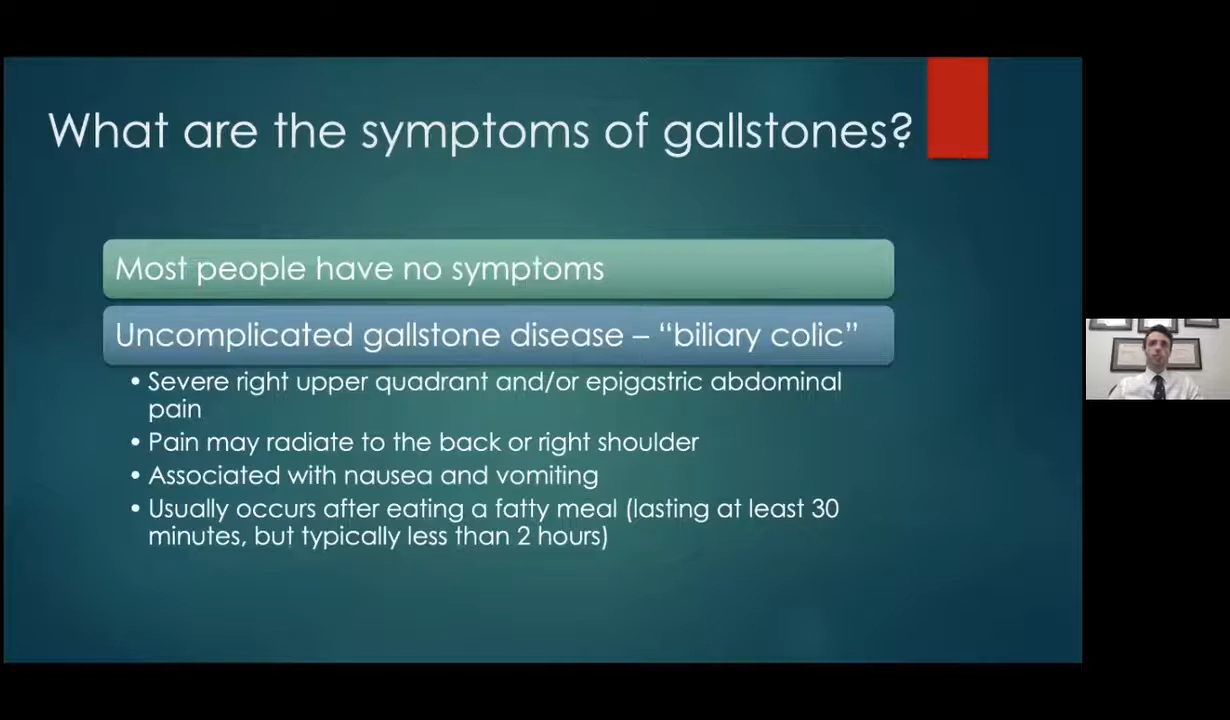 What are the symptoms of gallstones?
Most people have no symptoms
Uncomplicated gallstone disease – “biliary colic”
• Severe right upper quadrant and/or epigastric abdominal
pain
• Pain may radiate to the back or right shoulder
• Associated with nausea and vomiting
• Usually occurs after eating a fatty meal (lasting at least 30
minutes, but typically less than 2 hours)